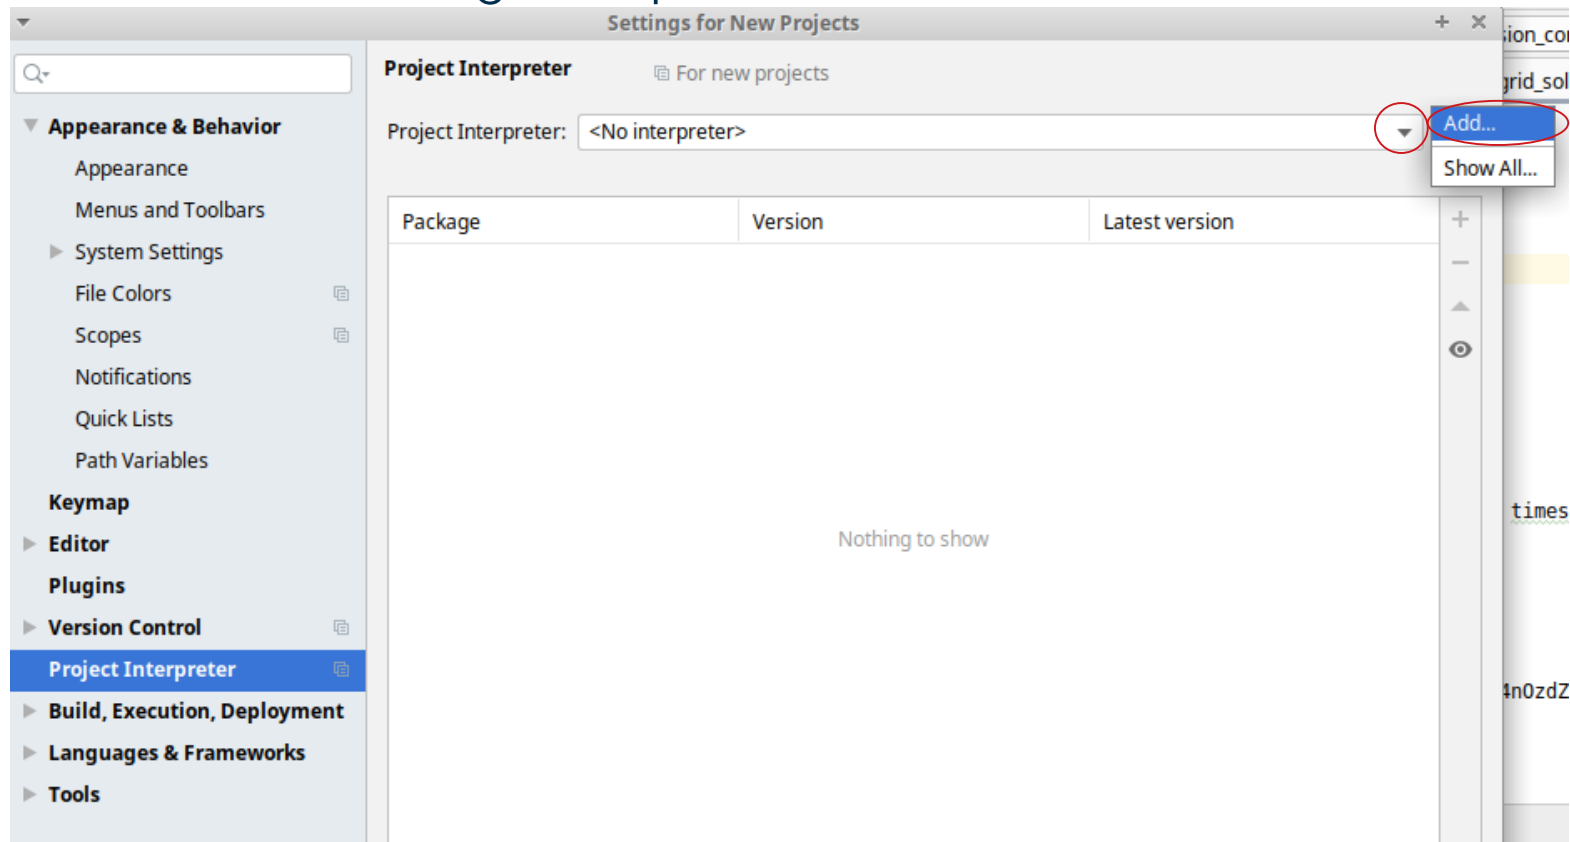 Settings for New Projects
Project Interpreter
For new projects
Project Interpreter: <No interpreter>
Add...
Show All...
Package
Version
Latest version
Nothing to show
Appearance & Behavior
Appearance
Menus and Toolbars
System Settings
File Colors
Scopes
Notifications
Quick Lists
Path Variables
Keymap
Editor
Plugins
Version Control
Project Interpreter
Build, Execution, Deployment
Languages & Frameworks
Tools
times